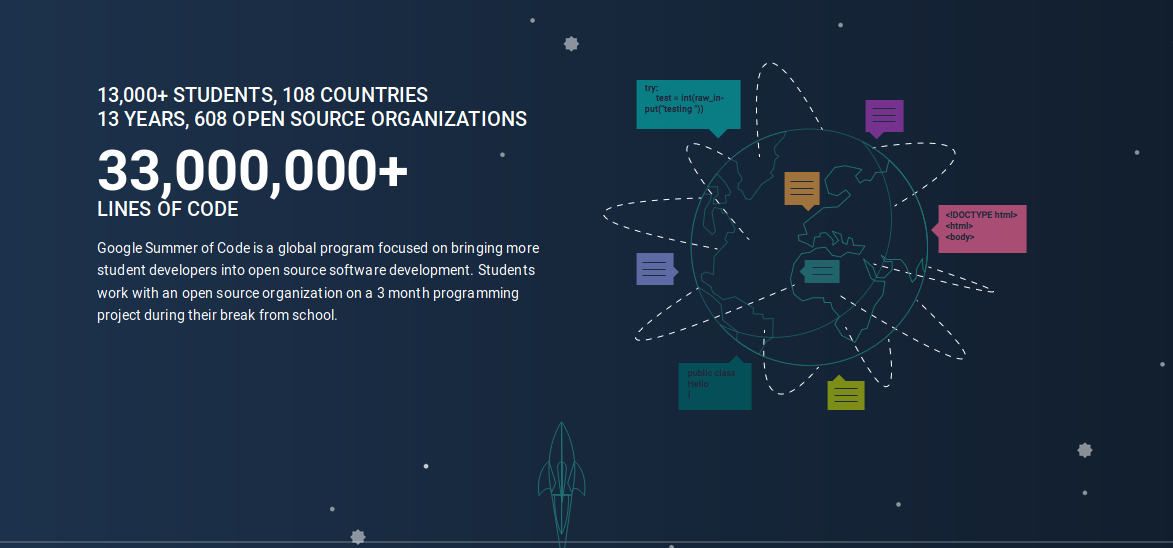 13,000+ STUDENTS, 108 COUNTRIES
13 YEARS, 608 OPEN SOURCE ORGANIZATIONS
33,000,000+
LINES OF CODE
Google Summer of Code is a global program focused on bringing more
student developers into open source software development. Students
work with an open source organization on a 3 month programming
project during their break from school.
try:
test = int(raw_in-
put("testing "))
<!DOCTYPE html>
<html>
<body>
public class
Hello
{